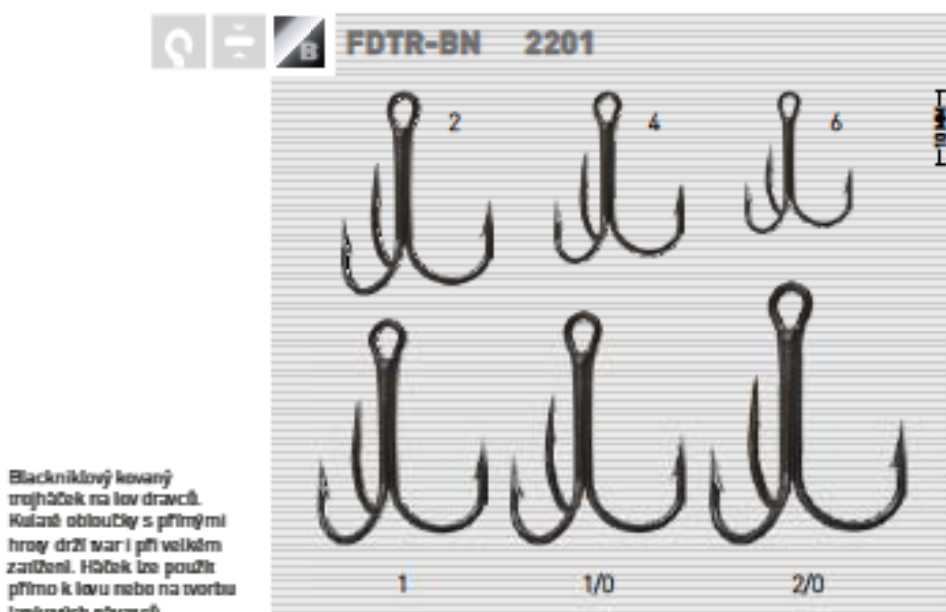 B FDTR-BN 2201
2 4 6
1 1/0 2/0
Blackniklový kovaný
trojháček na lov dravců.
Kulaté obloučky s přímými
hroty drží tvar i při velkém
zatížení. Háček lze použít
přímo k lovu nebo na tvorbu